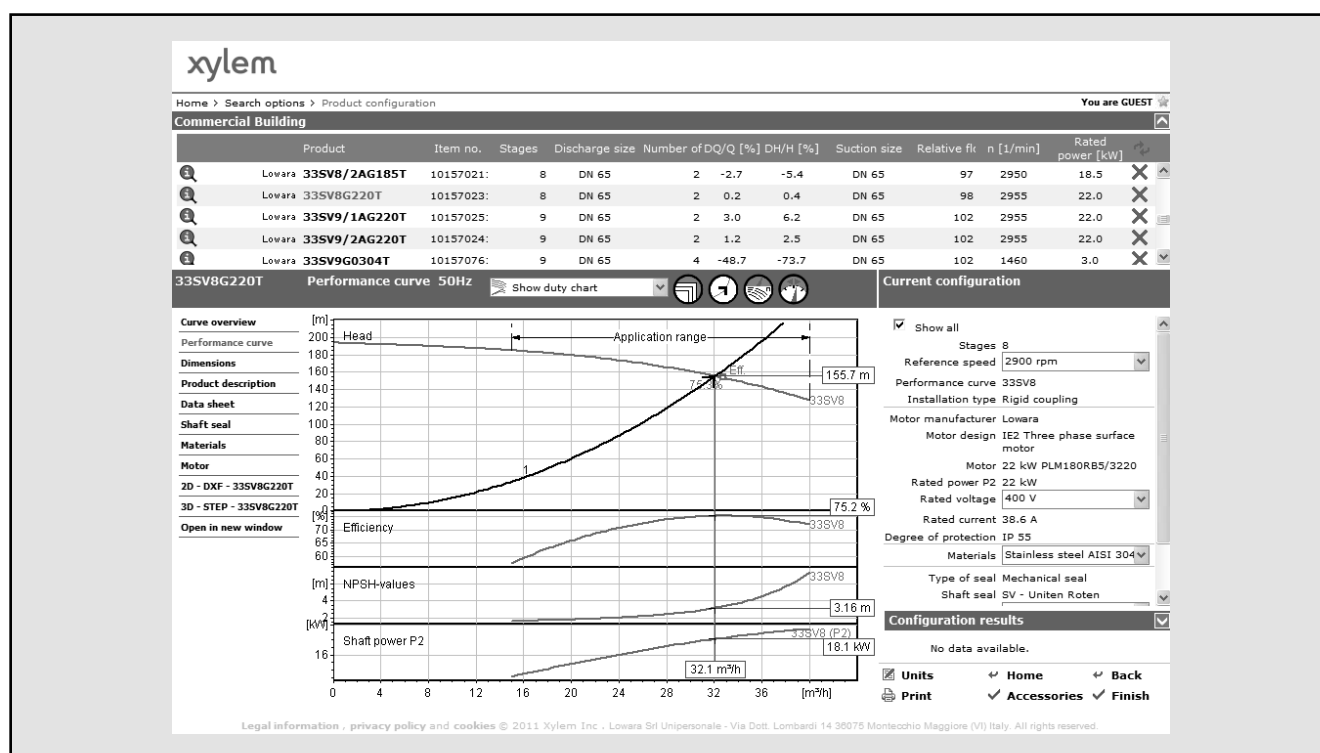 xylem
Home > Search options > Product configuration You are GUEST
Commercial Building
Product Item no. Stages Discharge size Number of DQ/Q [%] DH/H [%] Suction size Relative flc n [1/min] Rated power [kW]
Lowara 33SV8/2AG185T 10157021: 8 DN 65 2 -2.7 -5.4 DN 65 97 2950 18.5
Lowara 33SV8G220T 10157023: 8 DN 65 2 0.2 0.4 DN 65 98 2955 22.0
Lowara 33SV9/1AG220T 10157025: 9 DN 65 2 3.0 6.2 DN 65 102 2955 22.0
Lowara 33SV9/2AG220T 10157024: 9 DN 65 2 1.2 2.5 DN 65 102 2955 22.0
Lowara 33SV9G0304T 10157076: 9 DN 65 4 -48.7 -73.7 DN 65 102 1460 3.0
33SV8G220T Performance curve 50Hz Show duty chart Current configuration
Curve overview
Performance curve
Dimensions
Product description
Data sheet
Shaft seal
Materials
Motor
2D - DXF - 33SV8G220T
3D - STEP - 33SV8G220T
Open in new window
[m]
Head
Application range
200
180
160
140
120
100
80
60
40
20
Eff.
75.3%
155.7 m
33SV8
1
75.2 %
[%]
Efficiency
33SV8
70
65
60
[m]
NPSH-values
33SV8
4
2
3.16 m
[kW]
Shaft power P2
33SV8 (P2)
18.1 kW
16
32.1 m³/h
0 4 8 12 16 20 24 28 32 36 [m³/h]
Show all
Stages 8
Reference speed 2900 rpm
Performance curve 33SV8
Installation type Rigid coupling
Motor manufacturer Lowara
Motor design IE2 Three phase surface
motor
Motor 22 kW PLM180RB5/3220
Rated power P2 22 kW
Rated voltage 400 V
Rated current 38.6 A
Degree of protection IP 55
Materials Stainless steel AISI 304
Type of seal Mechanical seal
Shaft seal SV - Uniten Roten
Configuration results
No data available.
Units Home Back
Print Accessories Finish
Legal information , privacy policy and cookies © 2011 Xylem Inc . Lowara Srl Unipersonale - Via Dott. Lombardi 14 36075 Montecchio Maggiore (VI) Italy. All rights reserved.